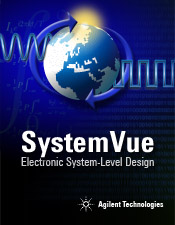 SystemVue
Electronic System-Level Design
Agilent Technologies